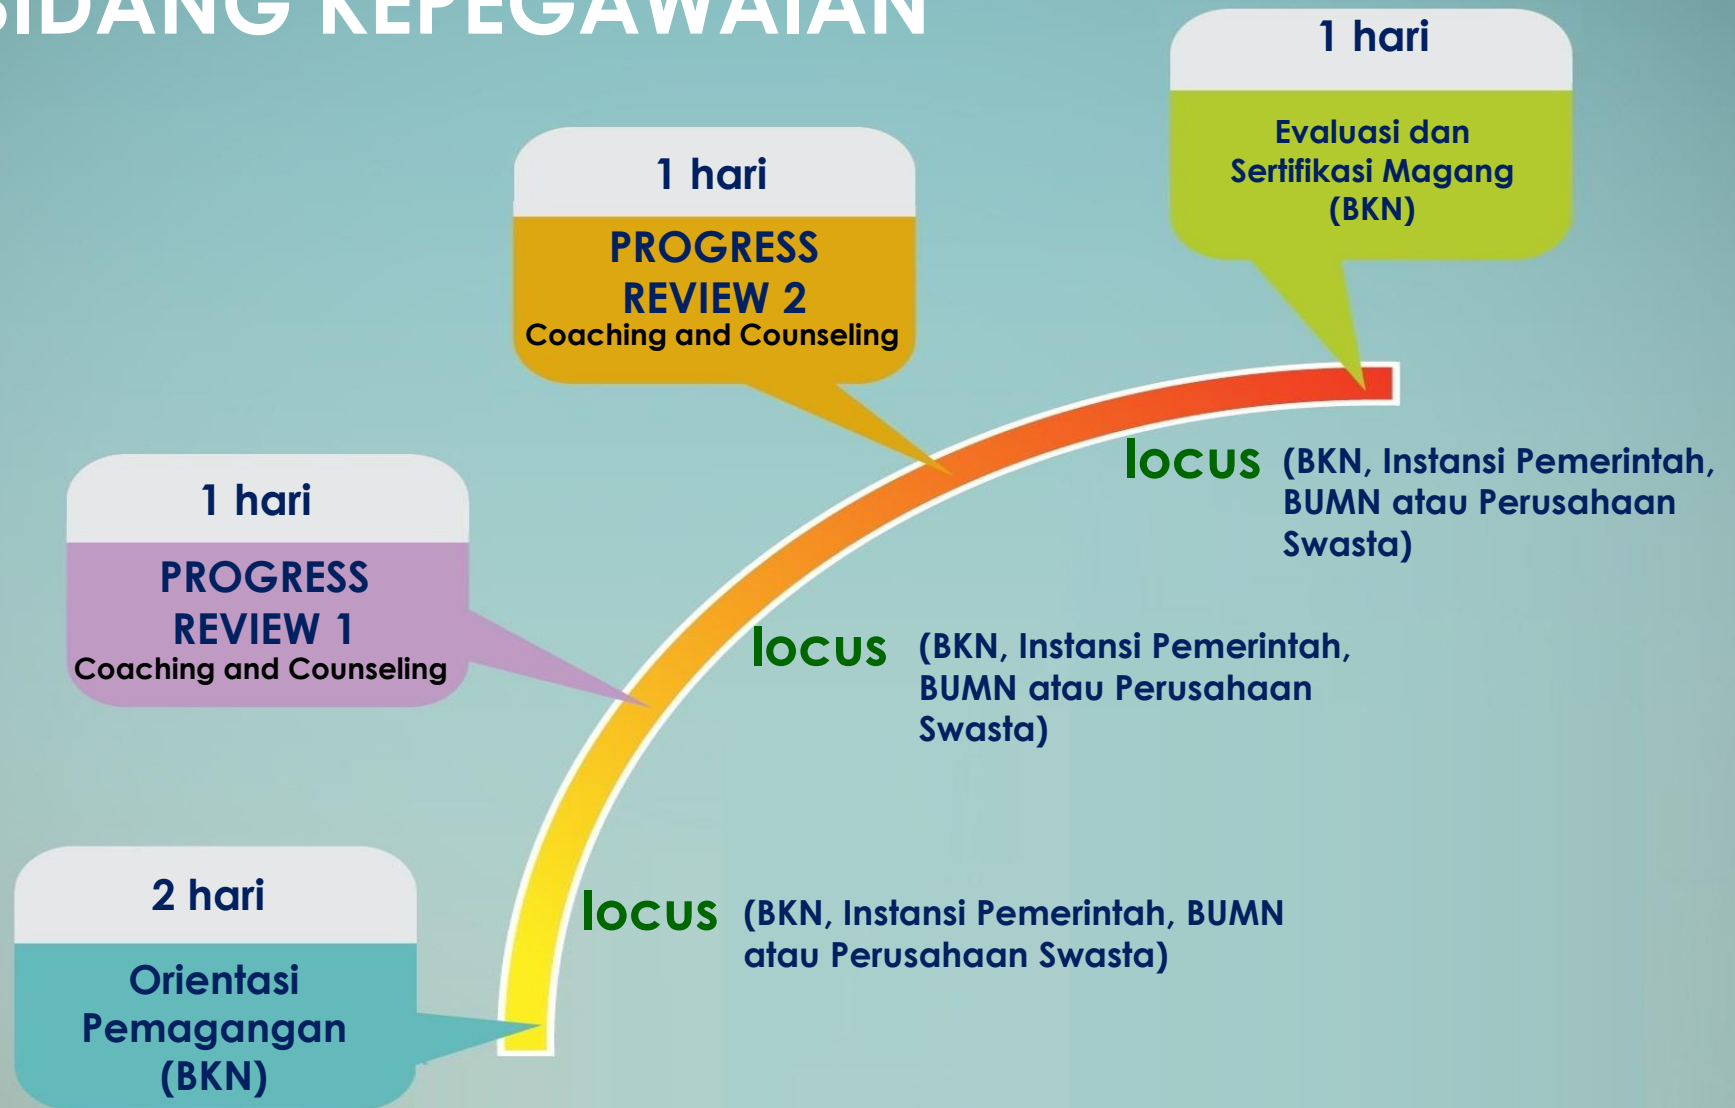 BIDANG KEPEGAWAIAN
1 hari
Evaluasi dan
Sertifikasi Magang
(BKN)
1 hari
PROGRESS
REVIEW 2
Coaching and Counseling
locus (BKN, Instansi Pemerintah,
BUMN atau Perusahaan
Swasta)
1 hari
PROGRESS
REVIEW 1
Coaching and Counseling
locus (BKN, Instansi Pemerintah,
BUMN atau Perusahaan
Swasta)
2 hari
Orientasi
Pemagangan
(BKN)
locus (BKN, Instansi Pemerintah, BUMN
atau Perusahaan Swasta)